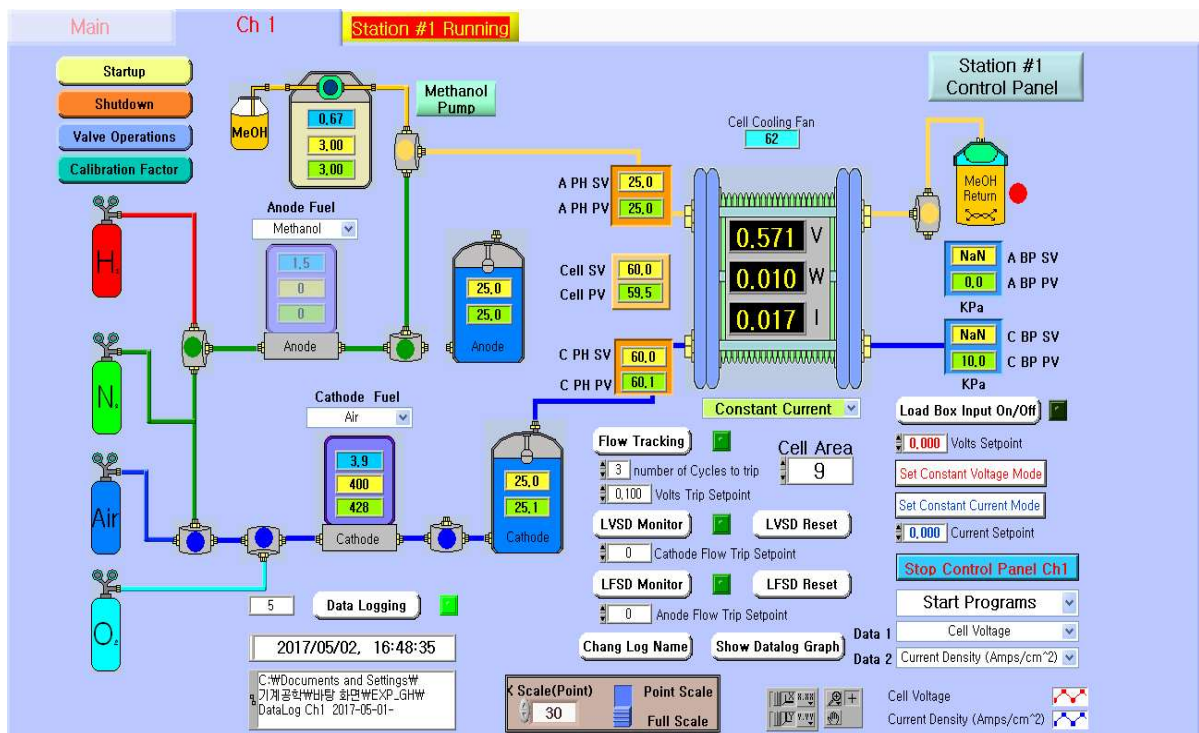 Main
Ch 1
Station #1 Running
Startup
Shutdown
Valve Operations
Calibration Factor
MeOH
0,67
3,00
3,00
Methanol
Pump
Station #1
Control Panel
Cell Cooling Fan
62
MeOH
Return
A PH SV 25,0
A PH PV 25,0
Cell SV 60,0
Cell PV 59,5
C PH SV 60,0
C PH PV 60,1
0.571 V
0.010 W
0.017 I
NaN A BP SV
0,0 A BP PV
KPa
NaN C BP SV
10,0 C BP PV
KPa
H₂
N₂
Air
O₂
Anode Fuel
Methanol
1,5
0
0
Anode
25,0
25,0
Anode
Cathode Fuel
Air
3,9
400
428
Cathode
25,0
25,1
Cathode
Constant Current
Flow Tracking
3 number of Cycles to trip
0,100 Volts Trip Setpoint
LVSD Monitor LVSD Reset
0 Cathode Flow Trip Setpoint
LFSD Monitor LFSD Reset
0 Anode Flow Trip Setpoint
Chang Log Name Show Datalog Graph
Cell Area
9
Load Box Input On/Off
0,000 Volts Setpoint
Set Constant Voltage Mode
Set Constant Current Mode
0,000 Current Setpoint
Stop Control Panel Ch1
Start Programs
Data 1 Cell Voltage
Data 2 Current Density (Amps/cm^2)
5 Data Logging
2017/05/02, 16:48:35
C:₩Documents and Settings₩
기계공학₩바탕 화면₩EXP_GH₩
DataLog Ch1 2017-05-01-
X Scale(Point)
30
Point Scale
Full Scale
Cell Voltage
Current Density (Amps/cm^2)